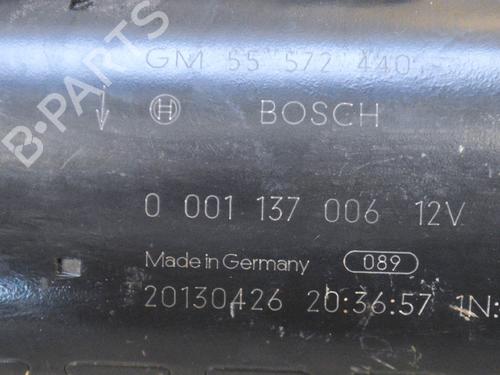 GM 55 572 440
BOSCH
0 001 137 006 12V
Made in Germany 089
20130426 20:36:57 1N:
B-PARTS